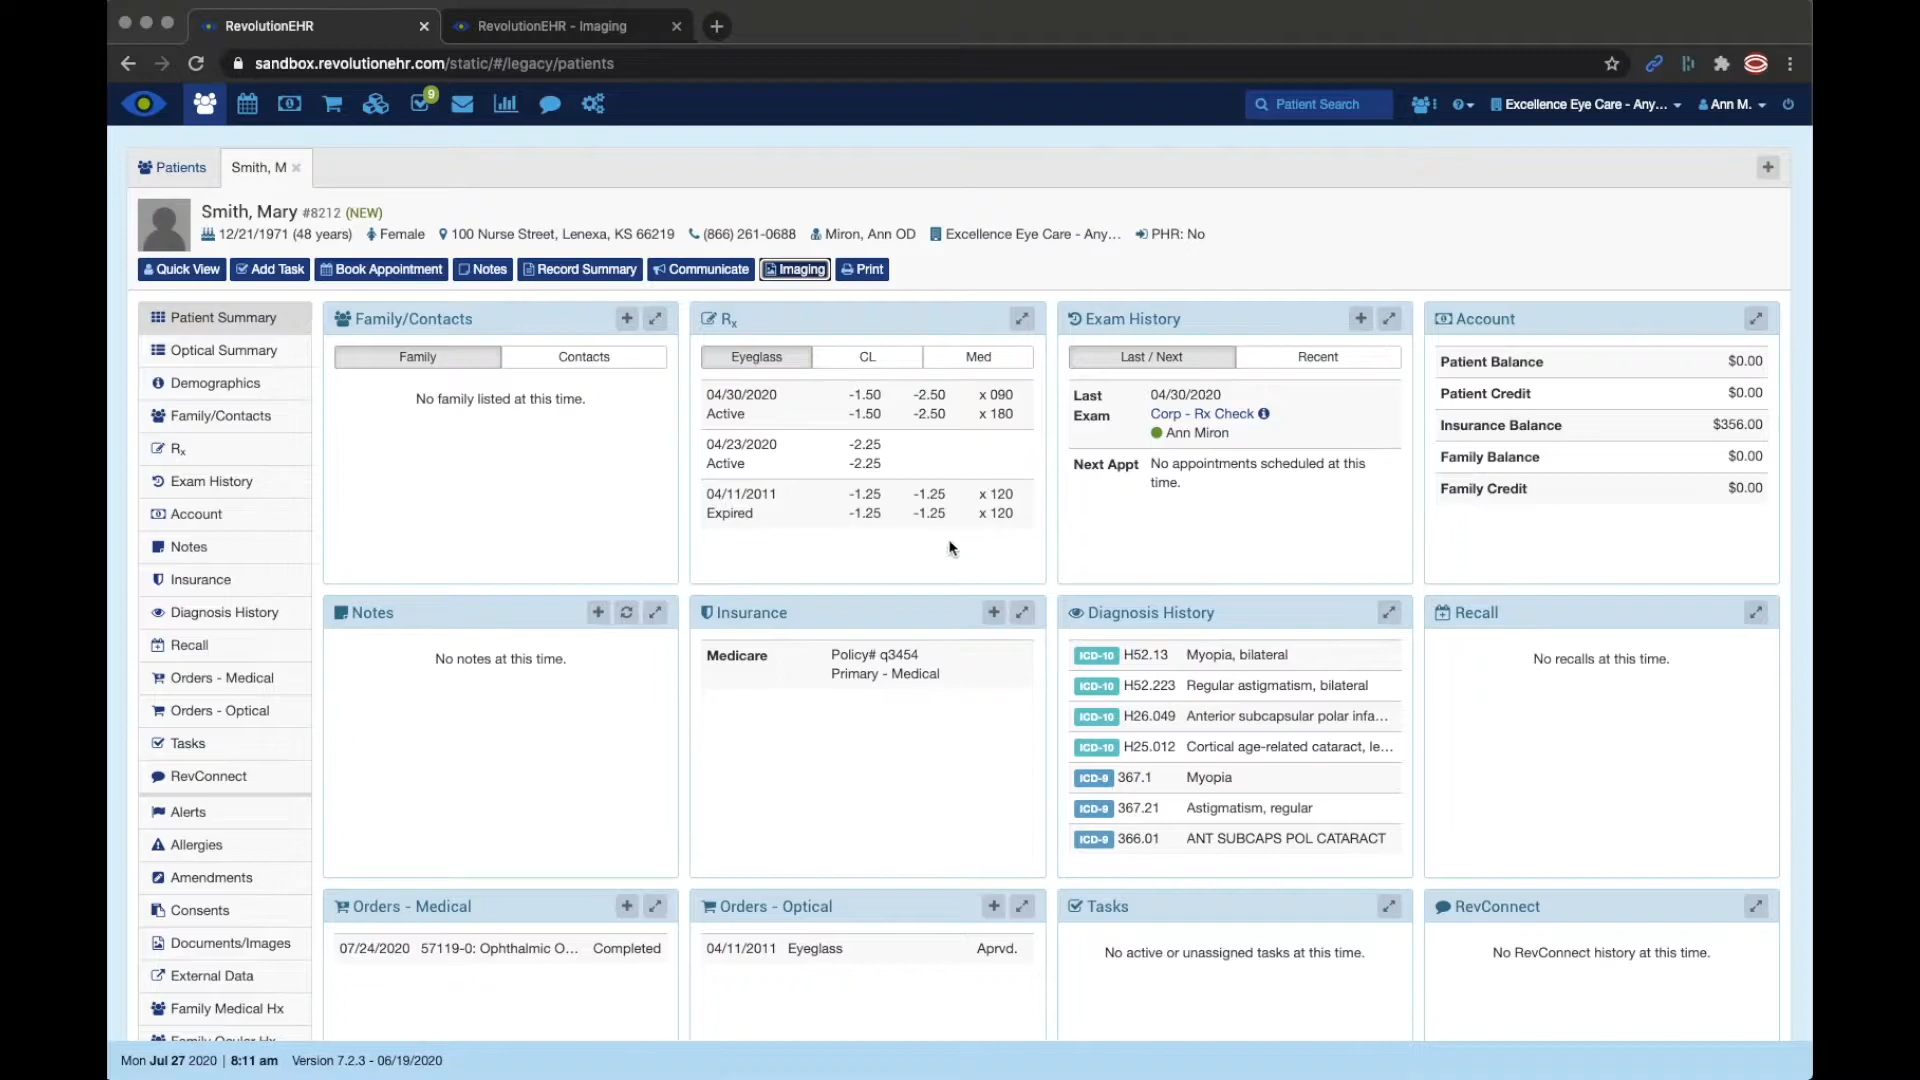 RevolutionEHR
RevolutionEHR - Imaging
sandbox.revolutionehr.com/static/#/legacy/patients
9
Patient Search
Excellence Eye Care - Any...
Ann M.
Patients
Smith, M
Smith, Mary #8212 (NEW)
12/21/1971 (48 years) Female 100 Nurse Street, Lenexa, KS 66219 (866) 261-0688 Miron, Ann OD Excellence Eye Care - Any... PHR: No
Quick View Add Task Book Appointment Notes Record Summary Communicate Imaging Print
Patient Summary
Optical Summary
Demographics
Family/Contacts
Rx
Exam History
Account
Notes
Insurance
Diagnosis History
Recall
Orders - Medical
Orders - Optical
Tasks
RevConnect
Alerts
Allergies
Amendments
Consents
Documents/Images
External Data
Family Medical Hx
Family Ocular Hx
Family/Contacts
Family Contacts
No family listed at this time.
Rx
Eyeglass CL Med
04/30/2020 -1.50 -2.50 x 090
Active -1.50 -2.50 x 180
04/23/2020 -2.25
Active -2.25
04/11/2011 -1.25 -1.25 x 120
Expired -1.25 -1.25 x 120
Exam History
Last / Next Recent
Last Exam 04/30/2020
Corp - Rx Check
Ann Miron
Next Appt No appointments scheduled at this
time.
Account
Patient Balance $0.00
Patient Credit $0.00
Insurance Balance $356.00
Family Balance $0.00
Family Credit $0.00
Notes
No notes at this time.
Insurance
Medicare Policy# q3454
Primary - Medical
Diagnosis History
ICD-10 H52.13 Myopia, bilateral
ICD-10 H52.223 Regular astigmatism, bilateral
ICD-10 H26.049 Anterior subcapsular polar infa...
ICD-10 H25.012 Cortical age-related cataract, le...
ICD-9 367.1 Myopia
ICD-9 367.21 Astigmatism, regular
ICD-9 366.01 ANT SUBCAPS POL CATARACT
Recall
No recalls at this time.
Orders - Medical
07/24/2020 57119-0: Ophthalmic O... Completed
Orders - Optical
04/11/2011 Eyeglass Aprvd.
Tasks
No active or unassigned tasks at this time.
RevConnect
No RevConnect history at this time.
Mon Jul 27 2020 | 8:11 am Version 7.2.3 - 06/19/2020